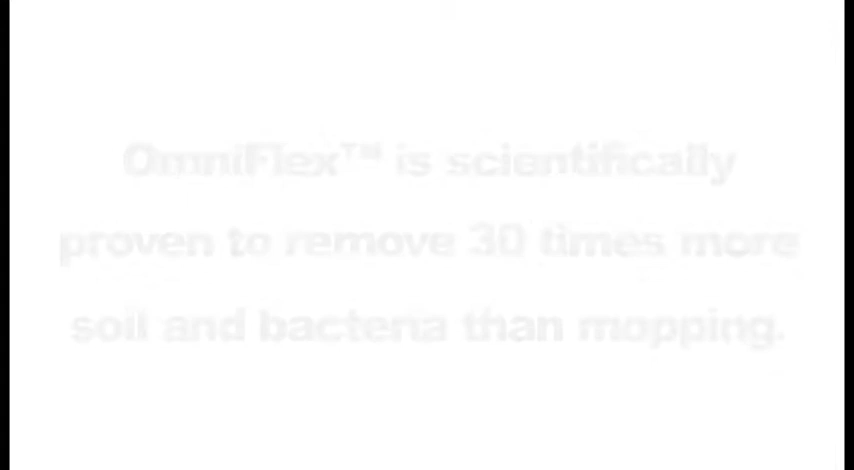 OmniFlex™ is scientifically
proven to remove 30 times more
soil and bacteria than mopping.